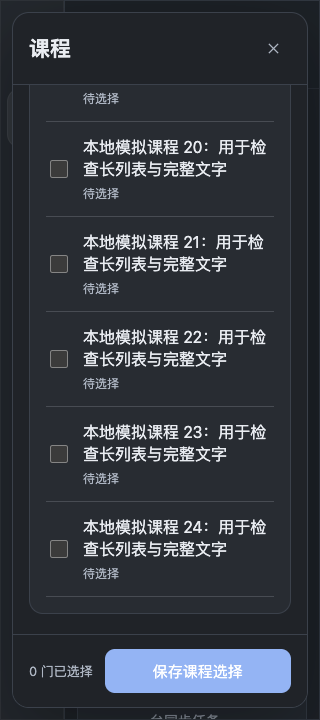 课程
待选择
本地模拟课程 20：用于检
查长列表与完整文字
待选择
本地模拟课程 21：用于检
查长列表与完整文字
待选择
本地模拟课程 22：用于检
查长列表与完整文字
待选择
本地模拟课程 23：用于检
查长列表与完整文字
待选择
本地模拟课程 24：用于检
查长列表与完整文字
待选择
0 门已选择
保存课程选择